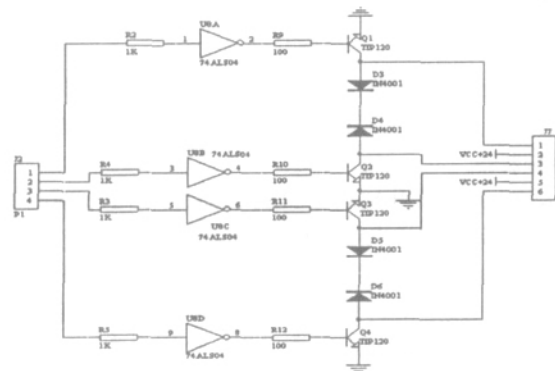 U8A
R2
1
2
R9
Q1
1K
74ALS04
100
TIP120
D3
IN4001
D4
IN4001
J2
1
2
3
4
P1
R4
3
U8B
74ALS04
4
R10
Q2
1K
100
TIP120
R3
5
6
R11
Q3
1K
U8C
74ALS04
100
TIP120
1
VCC+24
2
3
4
VCC+24
5
6
D5
IN4001
D6
IN4001
U8D
9
8
R12
Q4
1K
74ALS04
100
TIP120